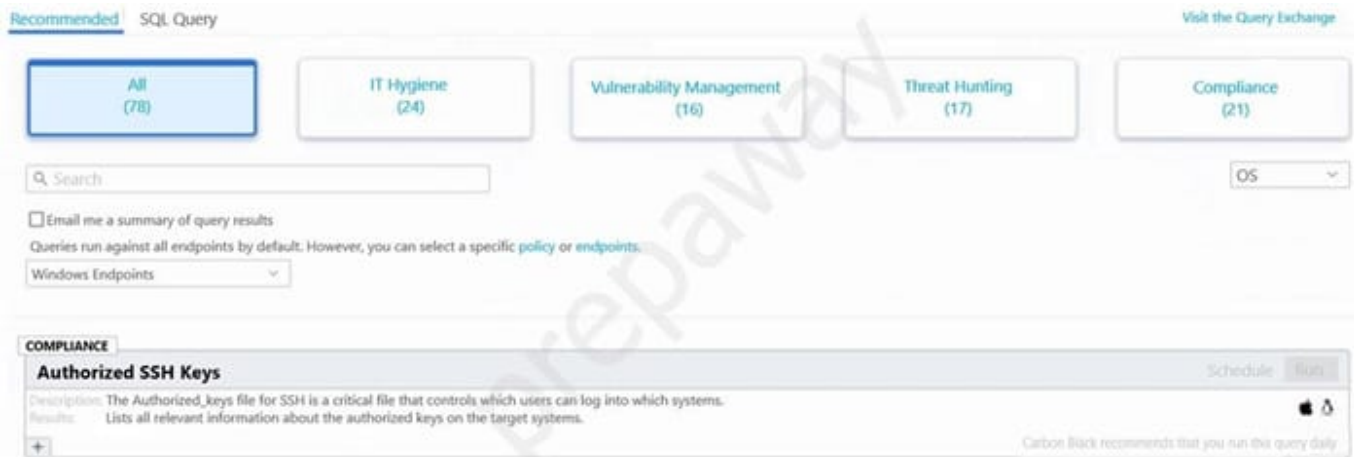 Recommended SQL Query Visit the Query Exchange
All IT Hygiene Vulnerability Management Threat Hunting Compliance
(78) (24) (16) (17) (21)
Search OS
Email me a summary of query results
Queries run against all endpoints by default. However, you can select a specific policy or endpoints.
Windows Endpoints
COMPLIANCE
Authorized SSH Keys Schedule Run
Description: The Authorized_keys file for SSH is a critical file that controls which users can log into which systems.
Results: Lists all relevant information about the authorized keys on the target systems.
+ Carbon Black recommends that you run this query daily
prepaway